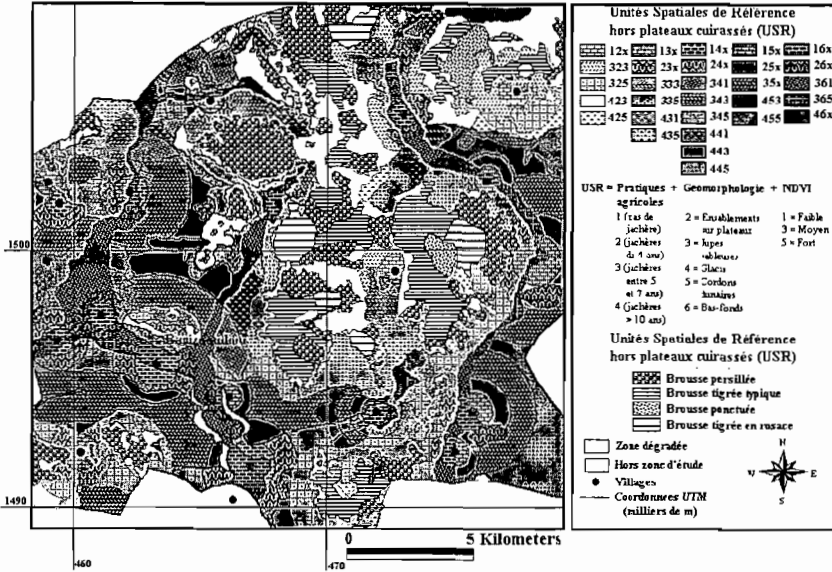 1500
1490
460
470
0 5 Kilometers
Unités Spatiales de Référence
hors plateaux cuirassés (USR)
12x 13x 14x 15x 16x
323 23x 24x 25x 26x
325 333 341 35x 361
423 335 343 453 365
425 431 345 455 46x
435 441
443
445
USR = Pratiques + Geomorphologie + NDVI
agricoles
1 (pas de 2 = Ensablements 1 = Faible
jachère) sur plateaux 3 = Moyen
2 (jachères 3 = Jupes 5 = Fort
ans) sableuses
3 (jachères 4 = Glacis
entre 5 5 = Cordons
et 7 ans) dunaires
4 (jachères 6 = Bas-fonds
> 10 ans)
Unités Spatiales de Référence
hors plateaux cuirassés (USR)
Brousse persillée
Brousse tigrée typique
Brousse ponctuée
Brousse tigrée en rosace
Zone dégradée
Hors zone d'étude
Villages
Coordonnées UTM
(milliers de m)
N
W E
S